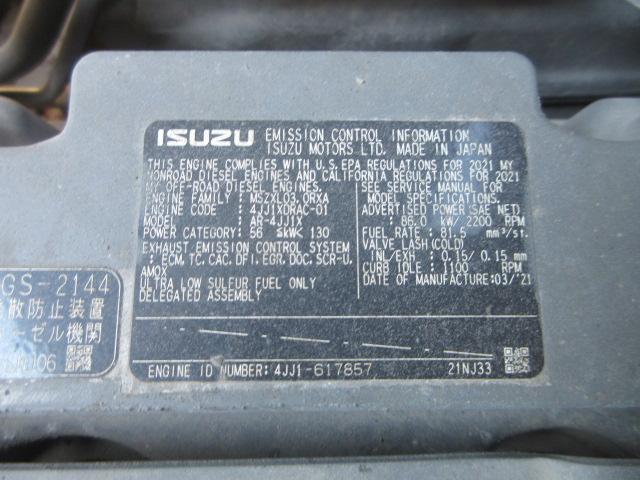 ISUZU EMISSION CONTROL INFORMATION
ISUZU MOTORS LTD. MADE IN JAPAN
THIS ENGINE COMPLIES WITH U.S.EPA REGULATIONS FOR 2021 MY
NONROAD DIESEL ENGINES AND CALIFORNIA REGULATIONS FOR 2021
MY OFF-ROAD DIESEL ENGINES.
ENGINE FAMILY : MSZXL03.0RXA
ENGINE CODE : 4JJ1XDRAC-01
MODE : AR-4JJ1X
POWER CATEGORY : 56 ≤kW< 130
EXHAUST EMISSION CONTROL SYSTEM
: ECM, TC, CAC, DFI, EGR, DOC, SCR-U,
AMOX
ULTRA LOW SULFUR FUEL ONLY
DELEGATED ASSEMBLY
SEE SERVICE MANUAL FOR
MODEL SPECIFICATIONS.
ADVERTISED POWER (SAE NET)
: 86.0 kW/ 2200 RPM
FUEL RATE: 81.7 mm³/st.
VALVE LASH(COLD)
INL/EXH : 0.15/ 0.15 mm
CURB IDLE : 1100 RPM
DATE OF MANUFACTURE:03/'21
ENGINE ID NUMBER: 4JJ1-617857 21NJ33
GS-2144
散防止装置
ーゼル機関
06